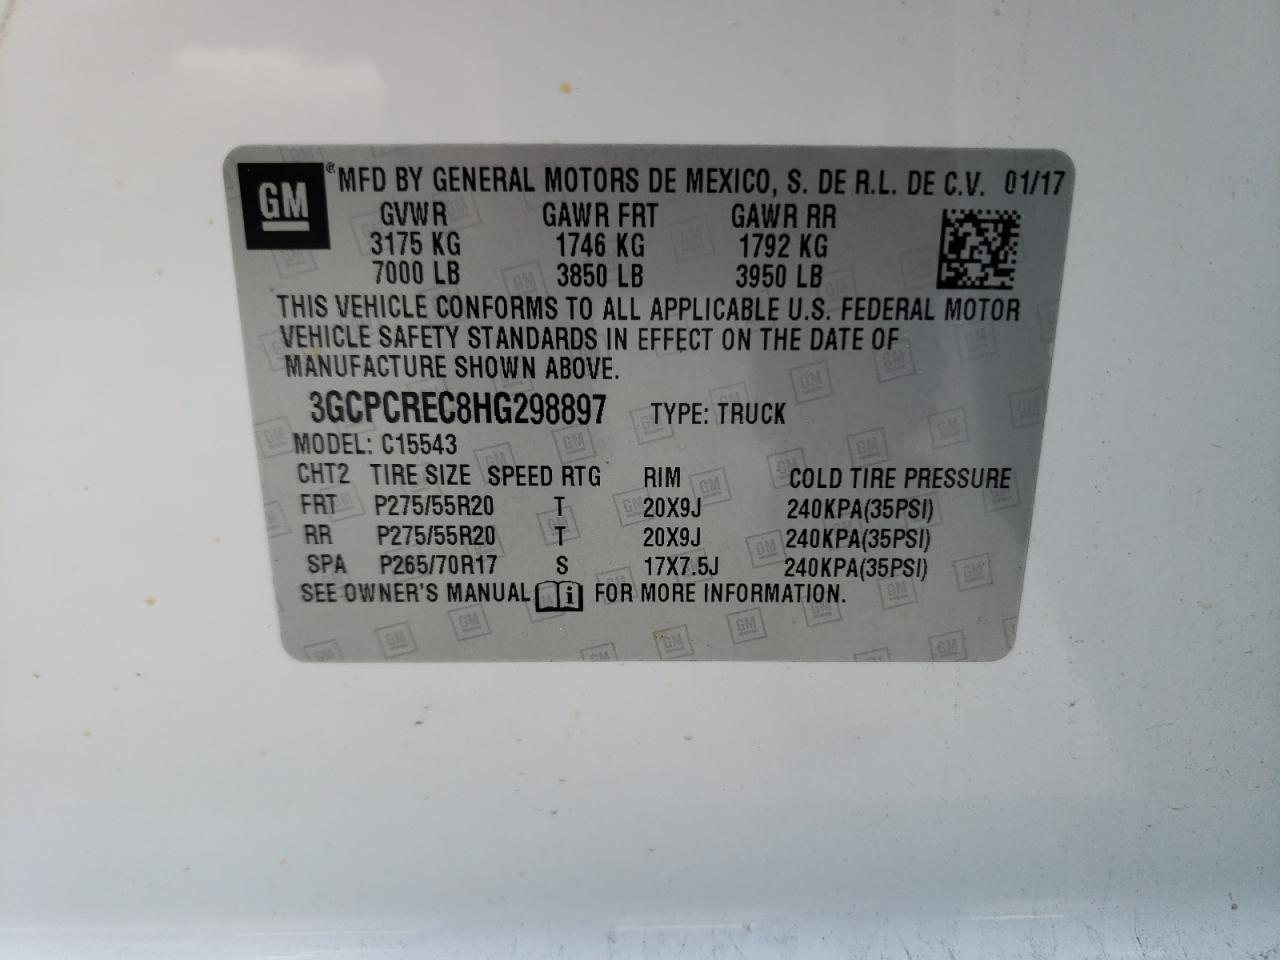 GM ® MFD BY GENERAL MOTORS DE MEXICO, S. DE R.L. DE C.V. 01/17
GVWR GAWR FRT GAWR RR
3175 KG 1746 KG 1792 KG
7000 LB 3850 LB 3950 LB
THIS VEHICLE CONFORMS TO ALL APPLICABLE U.S. FEDERAL MOTOR
VEHICLE SAFETY STANDARDS IN EFFECT ON THE DATE OF
MANUFACTURE SHOWN ABOVE.
3GCPCREC8HG298897 TYPE: TRUCK
MODEL: C15543
CHT2 TIRE SIZE SPEED RTG RIM COLD TIRE PRESSURE
FRT P275/55R20 T 20X9J 240KPA(35PSI)
RR P275/55R20 T 20X9J 240KPA(35PSI)
SPA P265/70R17 S 17X7.5J 240KPA(35PSI)
SEE OWNER'S MANUAL i FOR MORE INFORMATION.